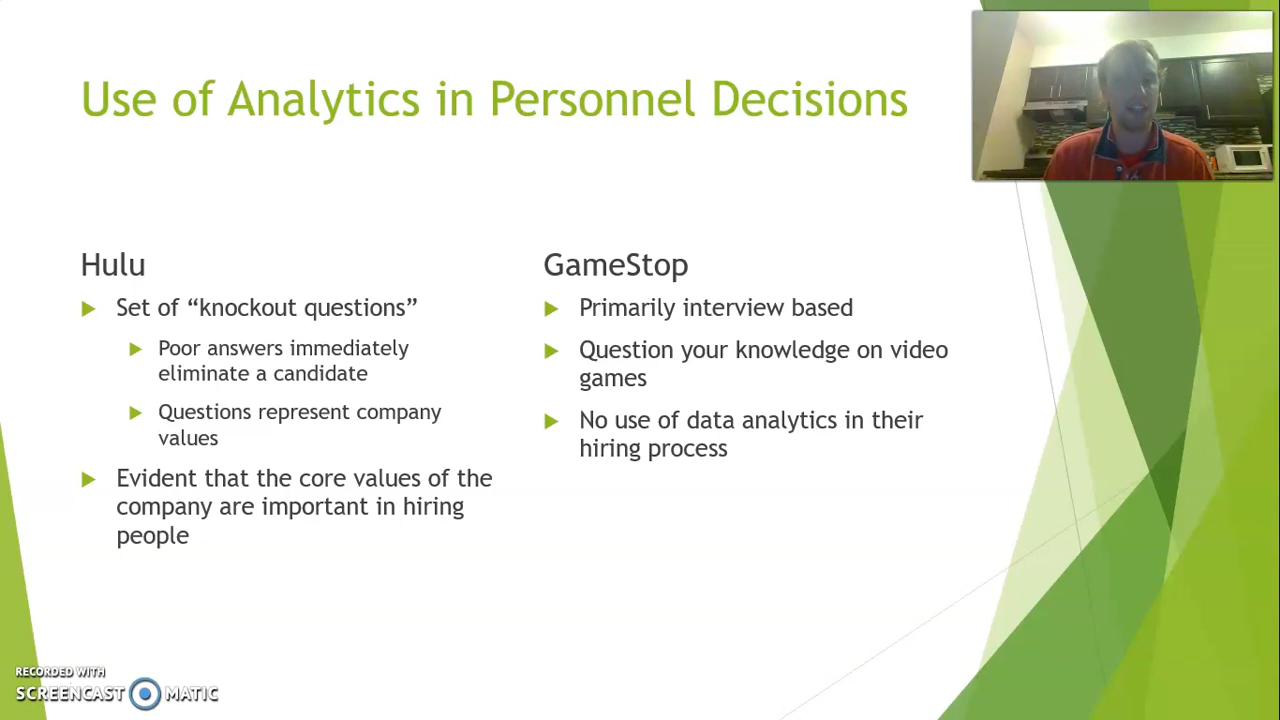 Use of Analytics in Personnel Decisions
Hulu
Set of “knockout questions”
Poor answers immediately
eliminate a candidate
Questions represent company
values
Evident that the core values of the
company are important in hiring
people
GameStop
Primarily interview based
Question your knowledge on video
games
No use of data analytics in their
hiring process
RECORDED WITH
SCREENCAST MATIC